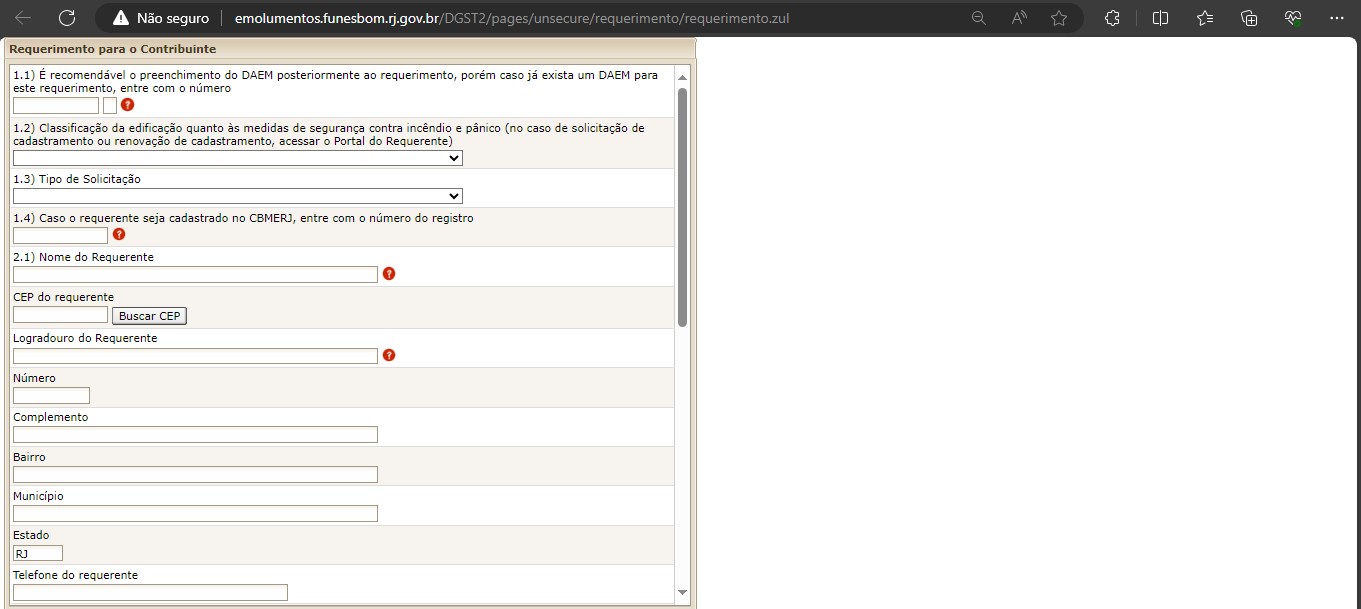 Não seguro
emolumentos.funesbom.rj.gov.br/DGST2/pages/unsecure/requerimento/requerimento.zul
Requerimento para o Contribuinte
1.1) É recomendável o preenchimento do DAEM posteriormente ao requerimento, porém caso já exista um DAEM para
este requerimento, entre com o número
1.2) Classificação da edificação quanto às medidas de segurança contra incêndio e pânico (no caso de solicitação de
cadastramento ou renovação de cadastramento, acessar o Portal do Requerente)
1.3) Tipo de Solicitação
1.4) Caso o requerente seja cadastrado no CBMERJ, entre com o número do registro
2.1) Nome do Requerente
CEP do requerente
Buscar CEP
Logradouro do Requerente
Número
Complemento
Bairro
Município
Estado
RJ
Telefone do requerente